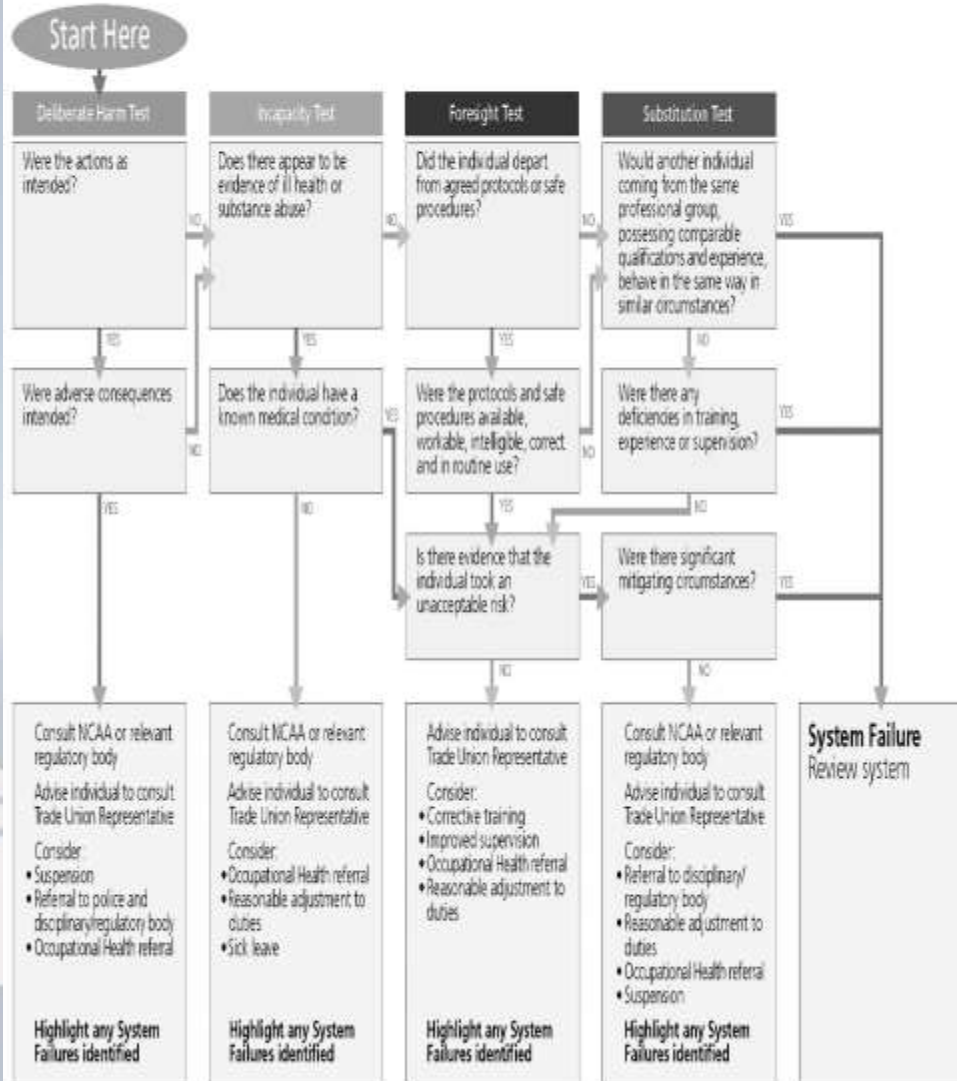 Start Here
Deliberate Harm Test
Incapacity Test
Foresight Test
Substitution Test
Were the actions as
intended?
Does there appear to be
evidence of ill health or
substance abuse?
Did the individual depart
from agreed protocols or safe
procedures?
Would another individual
coming from the same
professional group,
possessing comparable
qualifications and experience,
behave in the same way in
similar circumstances?
NO
NO
NO
YES
YES
YES
YES
NO
Were adverse consequences
intended?
Does the individual have a
known medical condition?
Were the protocols and safe
procedures available,
workable, intelligible, correct
and in routine use?
Were there any
deficiencies in training,
experience or supervision?
NO
YES
NO
YES
YES
NO
YES
NO
Is there evidence that the
individual took an
unacceptable risk?
Were there significant
mitigating circumstances?
YES
YES
NO
NO
Consult NCAA or relevant
regulatory body
Advise individual to consult
Trade Union Representative
Consider:
• Suspension
• Referral to police and
disciplinary/regulatory body
• Occupational Health referral
Highlight any System
Failures identified
Consult NCAA or relevant
regulatory body
Advise individual to consult
Trade Union Representative
Consider:
• Occupational Health referral
• Reasonable adjustment to
duties
• Sick leave
Highlight any System
Failures identified
Advise individual to consult
Trade Union Representative
Consider:
• Corrective training
• Improved supervision
• Occupational Health referral
• Reasonable adjustment to
duties
Highlight any System
Failures identified
Consult NCAA or relevant
regulatory body
Advise individual to consult
Trade Union Representative
Consider:
• Referral to disciplinary/
regulatory body
• Reasonable adjustment to
duties
• Occupational Health referral
• Suspension
Highlight any System
Failures identified
System Failure
Review system